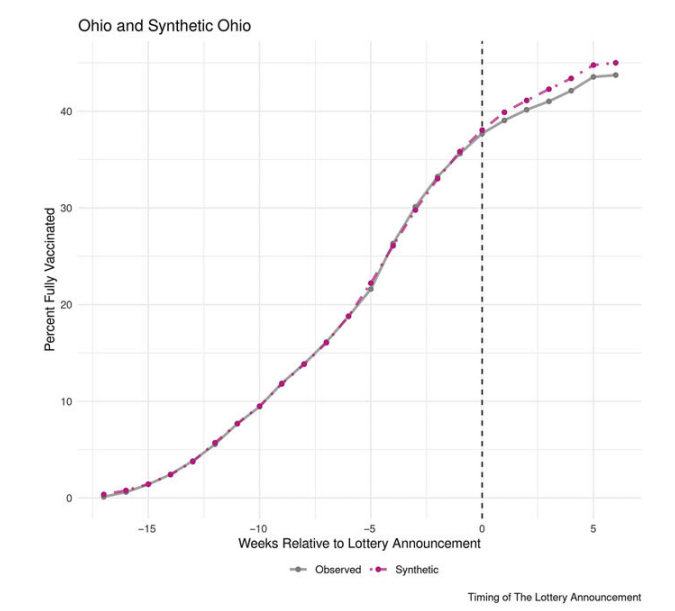 Ohio and Synthetic Ohio
40
30
20
10
0
Percent Fully Vaccinated
−15 −10 −5 0 5
Weeks Relative to Lottery Announcement
Observed Synthetic
Timing of The Lottery Announcement